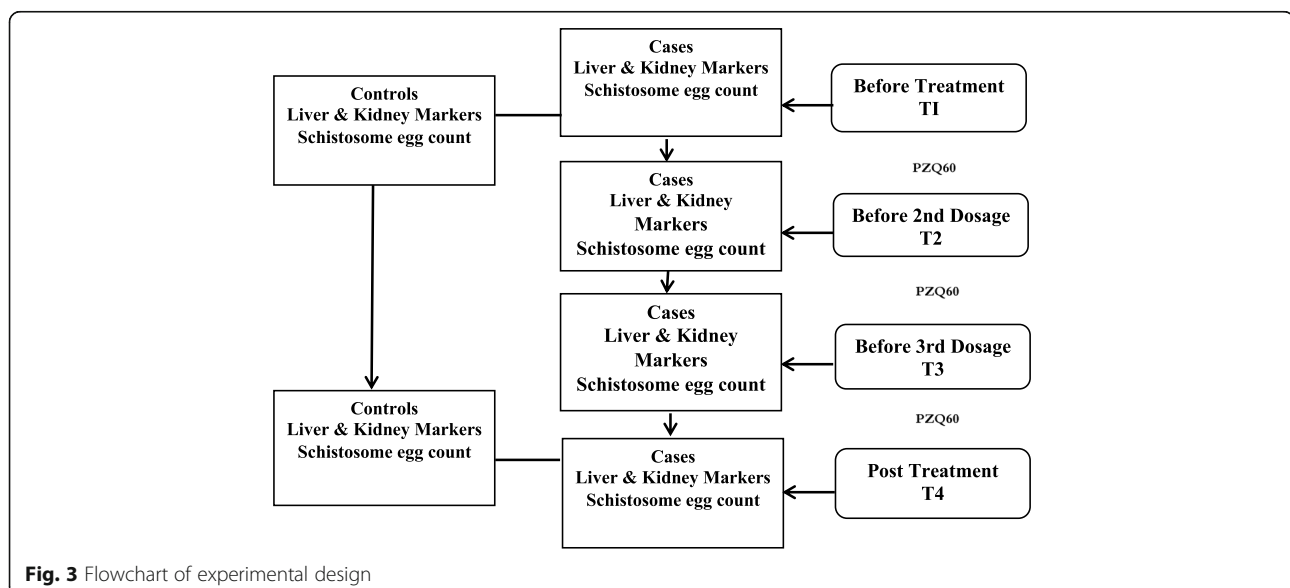 Cases
Liver & Kidney Markers
Schistosome egg count
Controls
Liver & Kidney Markers
Schistosome egg count
Before Treatment
TI
PZQ60
Cases
Liver & Kidney
Markers
Schistosome egg count
Before 2nd Dosage
T2
PZQ60
Cases
Liver & Kidney
Markers
Schistosome egg count
Before 3rd Dosage
T3
PZQ60
Controls
Liver & Kidney Markers
Schistosome egg count
Cases
Liver & Kidney Markers
Schistosome egg count
Post Treatment
T4
Fig. 3 Flowchart of experimental design